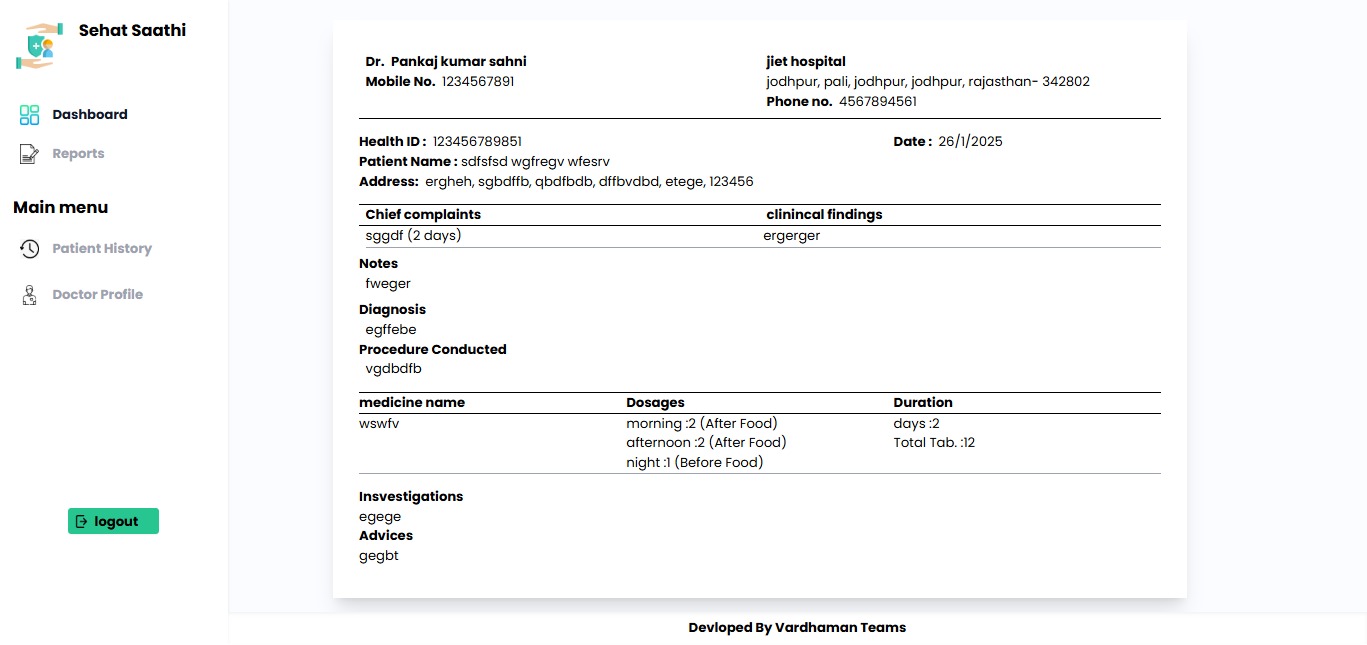 Sehat Saathi
Dashboard
Reports
Main menu
Patient History
Doctor Profile
logout
Dr. Pankaj kumar sahni
Mobile No. 1234567891
jiet hospital
jodhpur, pali, jodhpur, jodhpur, rajasthan- 342802
Phone no. 4567894561
Health ID : 123456789851
Date : 26/1/2025
Patient Name : sdfsfsd wgfregv wfesrv
Address: ergheh, sgbdffb, qbdfbdb, dffbvdbd, etege, 123456
Chief complaints clinincal findings
sggdf (2 days) ergerger
Notes
fweger
Diagnosis
egffebe
Procedure Conducted
vgdbdfb
medicine name Dosages Duration
wswfv morning :2 (After Food) days :2
afternoon :2 (After Food) Total Tab. :12
night :1 (Before Food)
Insvestigations
egege
Advices
gegbt
Devloped By Vardhaman Teams